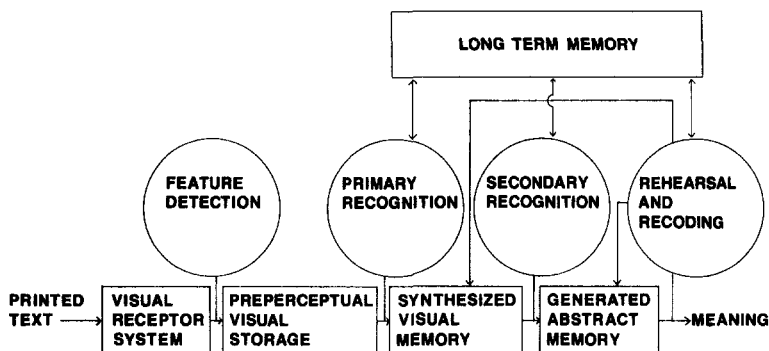 LONG TERM MEMORY
FEATURE
DETECTION
PRIMARY
RECOGNITION
SECONDARY
RECOGNITION
REHEARSAL
AND
RECODING
PRINTED
TEXT
VISUAL
RECEPTOR
SYSTEM
PREPERCEPTUAL
VISUAL
STORAGE
SYNTHESIZED
VISUAL
MEMORY
GENERATED
ABSTRACT
MEMORY
MEANING